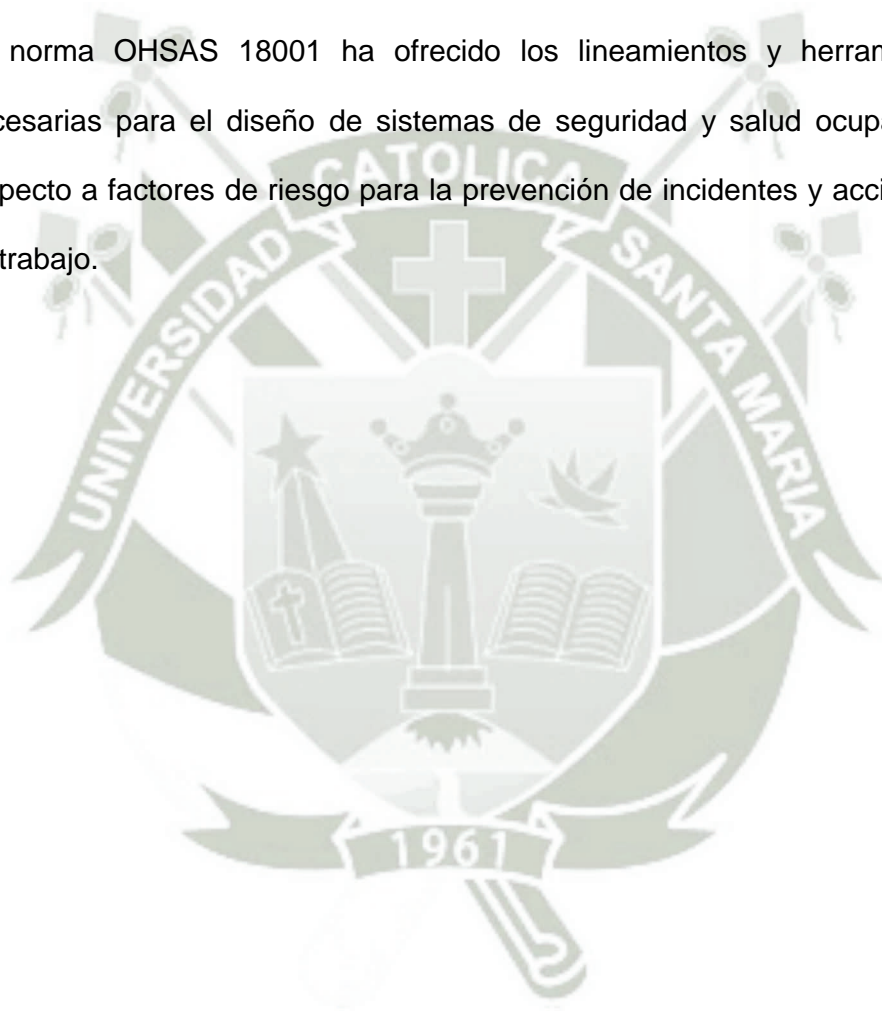 norma OHSAS 18001 ha ofrecido los lineamientos y herram
cesarias para el diseño de sistemas de seguridad y salud ocupa
pecto a factores de riesgo para la prevención de incidentes y acci
trabajo.
UNIVERSIDAD CATOLICA SANTA MARIA
1961